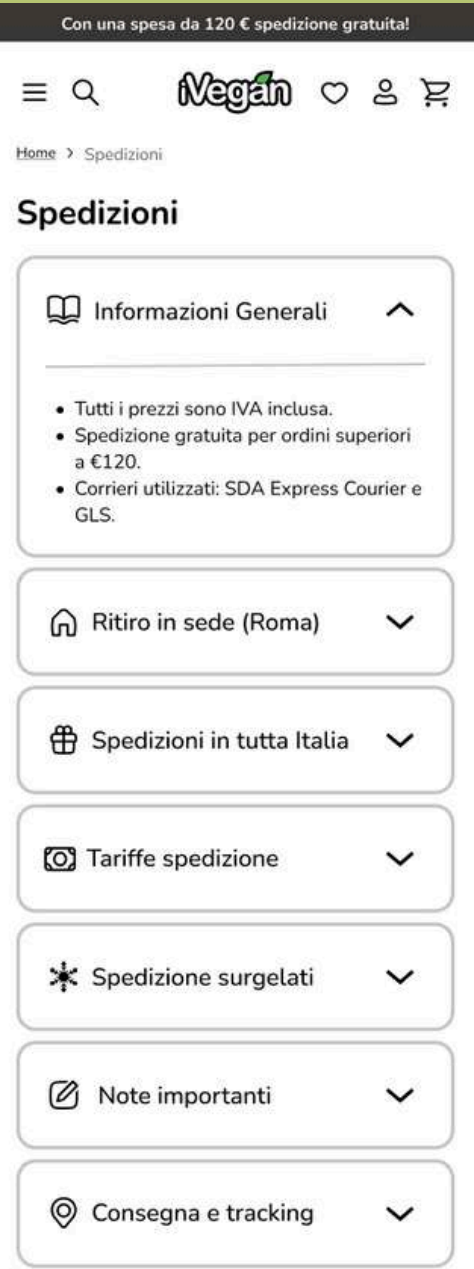 Con una spesa da 120 € spedizione gratuita!
iVegan
Home > Spedizioni
Spedizioni
Informazioni Generali
• Tutti i prezzi sono IVA inclusa.
• Spedizione gratuita per ordini superiori
a €120.
• Corrieri utilizzati: SDA Express Courier e
GLS.
Ritiro in sede (Roma)
Spedizioni in tutta Italia
Tariffe spedizione
Spedizione surgelati
Note importanti
Consegna e tracking